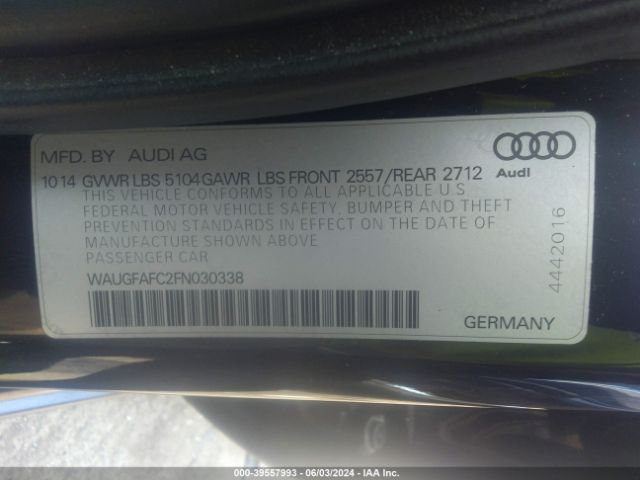 MFD. BY AUDI AG
Audi
10 14 GVWR LBS 5104 GAWR LBS FRONT 2557/REAR 2712
THIS VEHICLE CONFORMS TO ALL APPLICABLE U.S.
FEDERAL MOTOR VEHICLE SAFETY, BUMPER AND THEFT
PREVENTION STANDARDS IN EFFECT ON THE DATE OF
MANUFACTURE SHOWN ABOVE
PASSENGER CAR
WAUGFAFC2FN030338
4442016
GERMANY
000-39557993 - 06/03/2024 - IAA Inc.